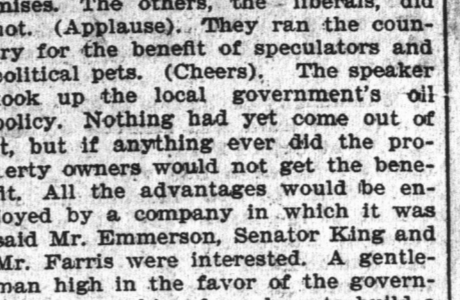 mises. The others, the liberals, did
not. (Applause). They ran the coun-
ry for the benefit of speculators and
political pets. (Cheers). The speaker
took up the local government's oil
policy. Nothing had yet come out of
t, but if anything ever did the pro-
erty owners would not get the bene-
it. All the advantages would be en-
joyed by a company in which it was
said Mr. Emmerson, Senator King and
Mr. Farris were interested. A gentle-
man high in the favor of the govern-